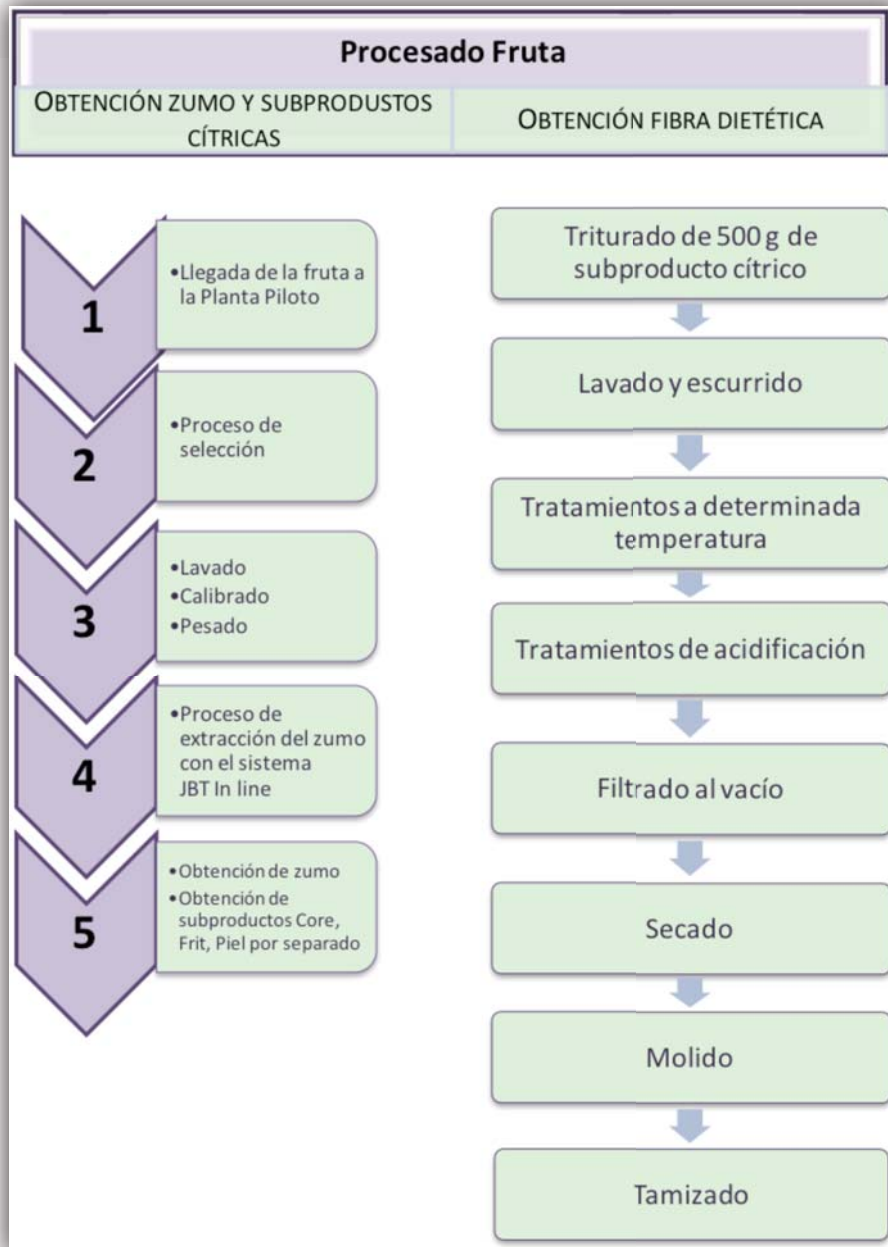 Procesado Fruta
OBTENCIÓN ZUMO Y SUBPRODUSTOS
CÍTRICAS
OBTENCIÓN FIBRA DIETÉTICA
1
•Llegada de la fruta a
la Planta Piloto
2
•Proceso de
selección
3
•Lavado
•Calibrado
•Pesado
4
•Proceso de
extracción del zumo
con el sistema
JBT In line
5
•Obtención de zumo
•Obtención de
subproductos Core,
Frit, Piel por separado
Triturado de 500 g de
subproducto cítrico
Lavado y escurrido
Tratamientos a determinada
temperatura
Tratamientos de acidificación
Filtrado al vacío
Secado
Molido
Tamizado